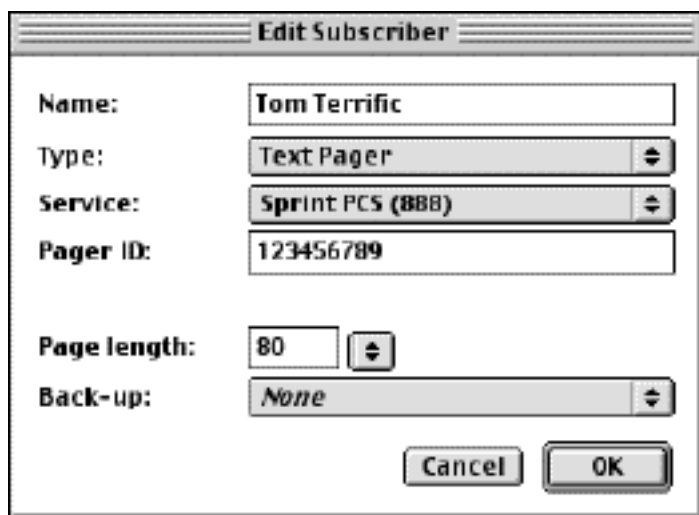 Edit Subscriber
Name: Tom Terrific
Type: Text Pager
Service: Sprint PCS (888)
Pager ID: 123456789
Page length: 80
Back-up: None
Cancel OK